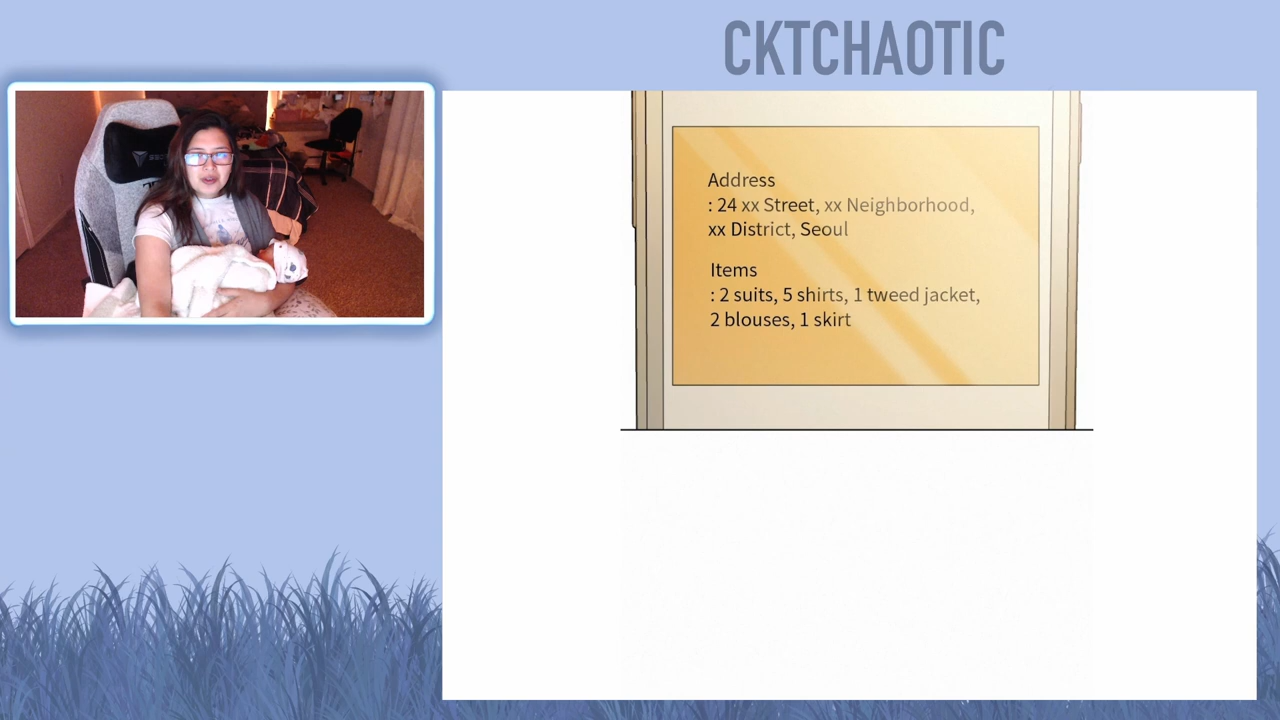 CKTCHAOTIC
Address
: 24 xx Street, xx Neighborhood,
xx District, Seoul
Items
: 2 suits, 5 shirts, 1 tweed jacket,
2 blouses, 1 skirt